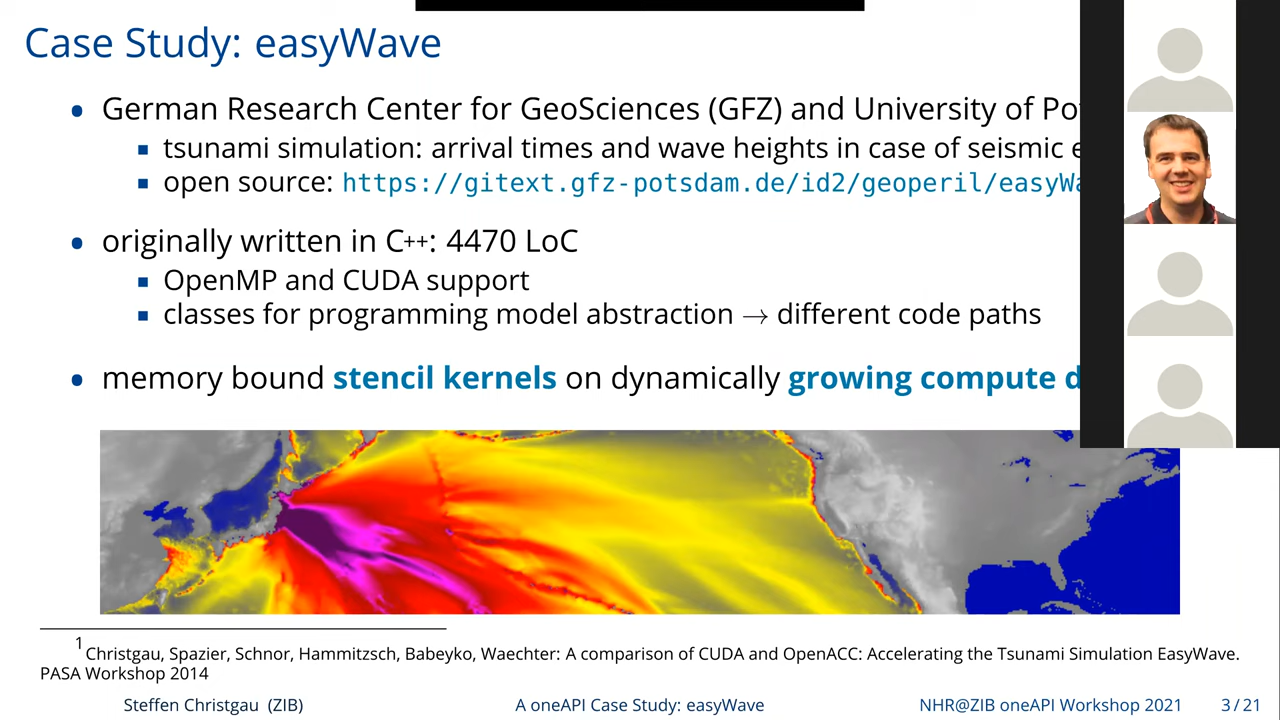 Case Study: easyWave
• German Research Center for GeoSciences (GFZ) and University of
▪ tsunami simulation: arrival times and wave heights in case of seismic
▪ open source: https://gitext.gfz-potsdam.de/id2/geoperil/easyWa
• originally written in C++: 4470 LoC
▪ OpenMP and CUDA support
▪ classes for programming model abstraction → different code paths
• memory bound stencil kernels on dynamically growing compute
1 Christgau, Spazier, Schnor, Hammitzsch, Babeyko, Waechter: A comparison of CUDA and OpenACC: Accelerating the Tsunami Simulation EasyWave.
PASA Workshop 2014
Steffen Christgau (ZIB) A oneAPI Case Study: easyWave NHR@ZIB oneAPI Workshop 2021 3 / 21